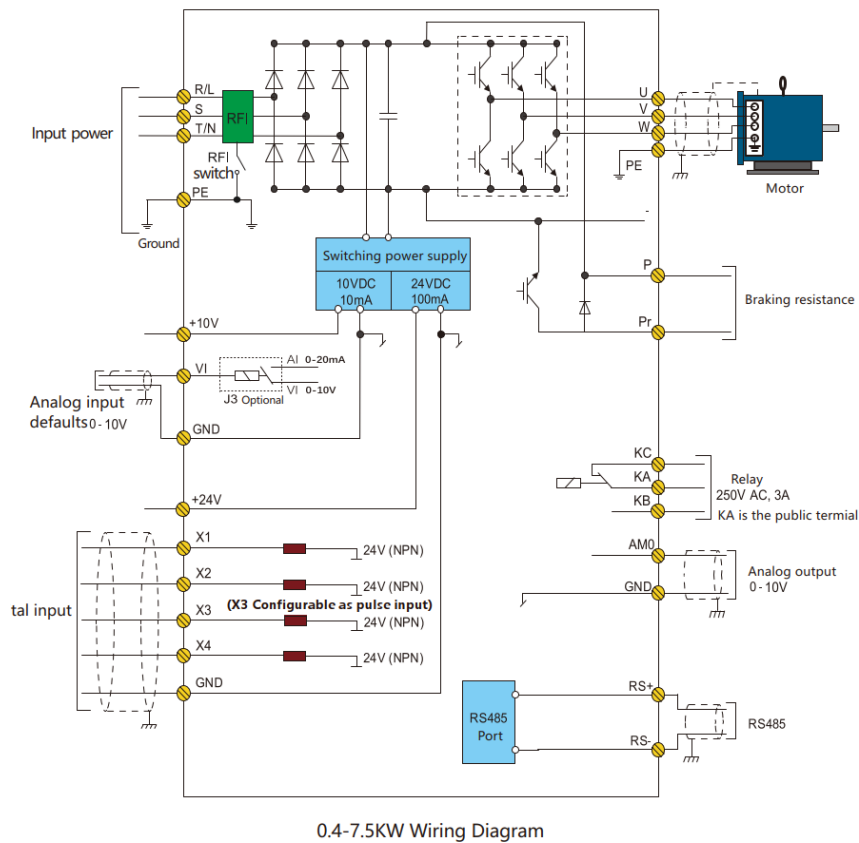 R/L
S
T/N
Input power
RFI
RFI
switch
PE
Ground
U
V
W
PE
Motor
-
Switching power supply
10VDC
10mA
24VDC
100mA
P
Braking resistance
Pr
+10V
VI
AI 0-20mA
VI 0-10V
J3 Optional
Analog input
defaults 0-10V
GND
KC
KA
KB
Relay
250V AC, 3A
KA is the public termial
+24V
X1
24V (NPN)
X2
24V (NPN)
(X3 Configurable as pulse input)
X3
24V (NPN)
X4
24V (NPN)
GND
tal input
AM0
GND
Analog output
0-10V
RS485
Port
RS+
RS-
RS485
0.4-7.5KW Wiring Diagram